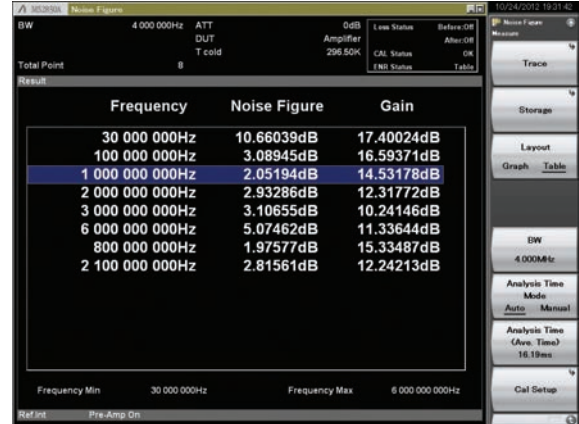 MS2830A Noise Figure
10/24/2012 19:31:42
BW 4 000 000Hz ATT 0dB
DUT Amplifier
T cold 296.50K
Total Point 8
Loss Status Before:Off
After:Off
CAL Status OK
ENR Status Table
Result
Frequency Noise Figure Gain
30 000 000Hz 10.66039dB 17.40024dB
100 000 000Hz 3.08945dB 16.59371dB
1 000 000 000Hz 2.05194dB 14.53178dB
2 000 000 000Hz 2.93286dB 12.31772dB
3 000 000 000Hz 3.10655dB 10.24146dB
6 000 000 000Hz 5.07462dB 11.33644dB
800 000 000Hz 1.97577dB 15.33487dB
2 100 000 000Hz 2.81561dB 12.24213dB
Frequency Min 30 000 000Hz Frequency Max 6 000 000 000Hz
Ref.Int Pre-Amp On
Noise Figure
Measure
Trace
Storage
Layout
Graph Table
BW
4.000MHz
Analysis Time
Mode
Auto Manual
Analysis Time
(Ave. Time)
16.19ms
Cal Setup